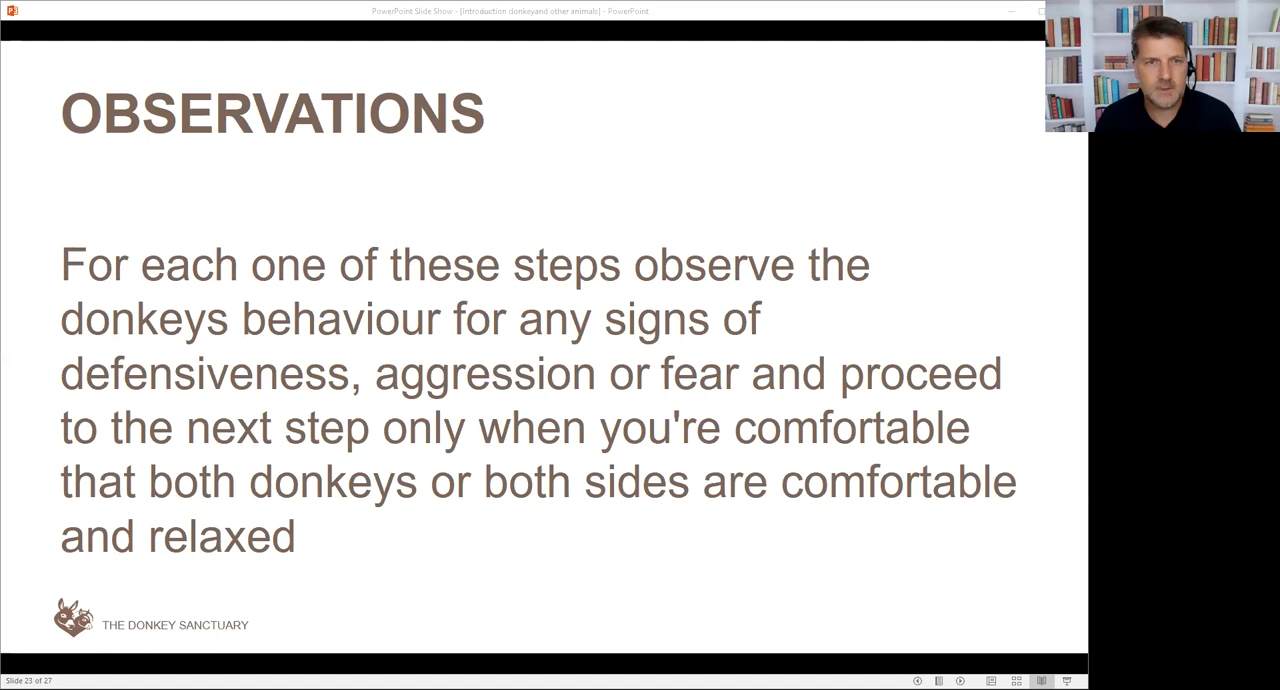 PowerPoint Slide Show - [Introduction donkeyand other animals] - PowerPoint
OBSERVATIONS
For each one of these steps observe the
donkeys behaviour for any signs of
defensiveness, aggression or fear and proceed
to the next step only when you're comfortable
that both donkeys or both sides are comfortable
and relaxed
THE DONKEY SANCTUARY
Slide 23 of 27